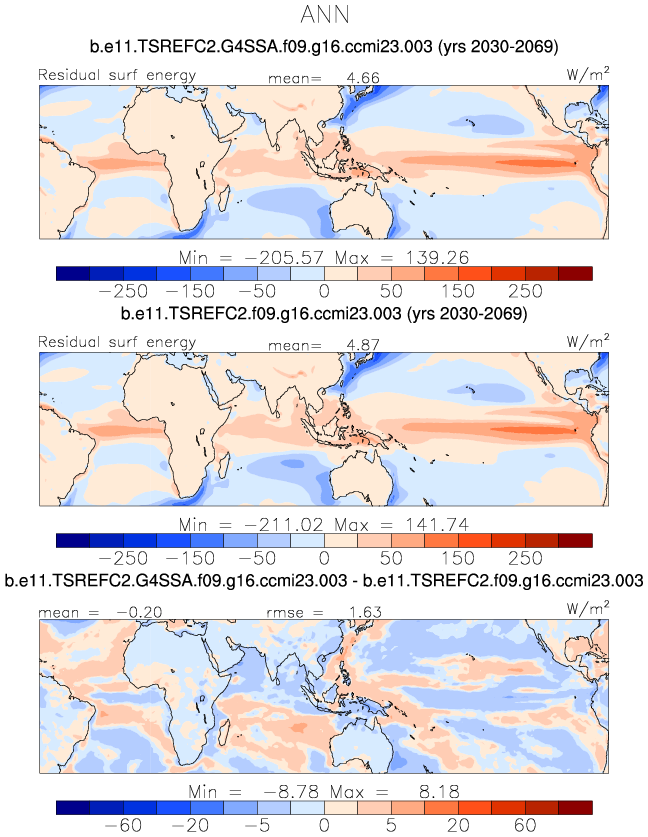 ANN
b.e11.TSREFC2.G4SSA.f09.g16.ccmi23.003 (yrs 2030-2069)
Residual surf energy mean= 4.66 W/m²
Min = −205.57 Max = 139.26
−250 −150 −50 0 50 150 250
b.e11.TSREFC2.f09.g16.ccmi23.003 (yrs 2030-2069)
Residual surf energy mean= 4.87 W/m²
Min = −211.02 Max = 141.74
−250 −150 −50 0 50 150 250
b.e11.TSREFC2.G4SSA.f09.g16.ccmi23.003 - b.e11.TSREFC2.f09.g16.ccmi23.003
mean = −0.20 rmse = 1.63 W/m²
Min = −8.78 Max = 8.18
−60 −20 −5 0 5 20 60